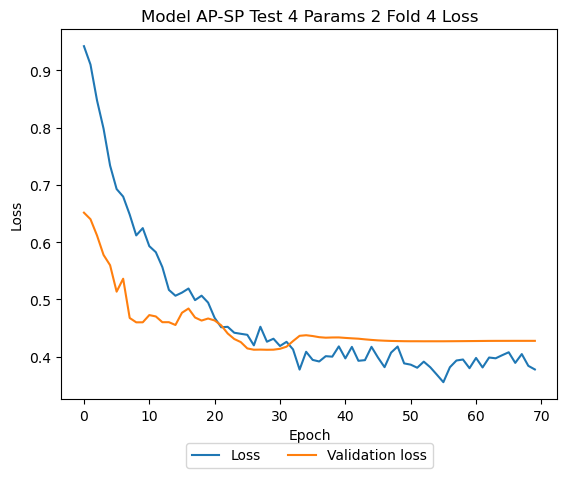 Model AP-SP Test 4 Params 2 Fold 4 Loss
0.9
0.8
0.7
0.6
0.5
0.4
Loss
0 10 20 30 40 50 60 70
Epoch
Loss Validation loss